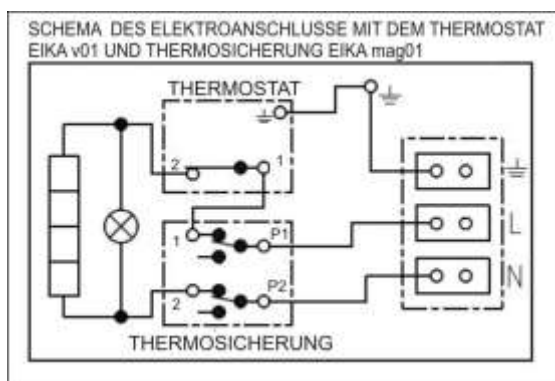 SCHEMA DES ELEKTROANSCHLUSSE MIT DEM THERMOSTAT
EIKA v01 UND THERMOSICHERUNG EIKA mag01
THERMOSTAT
2
1
1
P1
L
2
P2
N
THERMOSICHERUNG